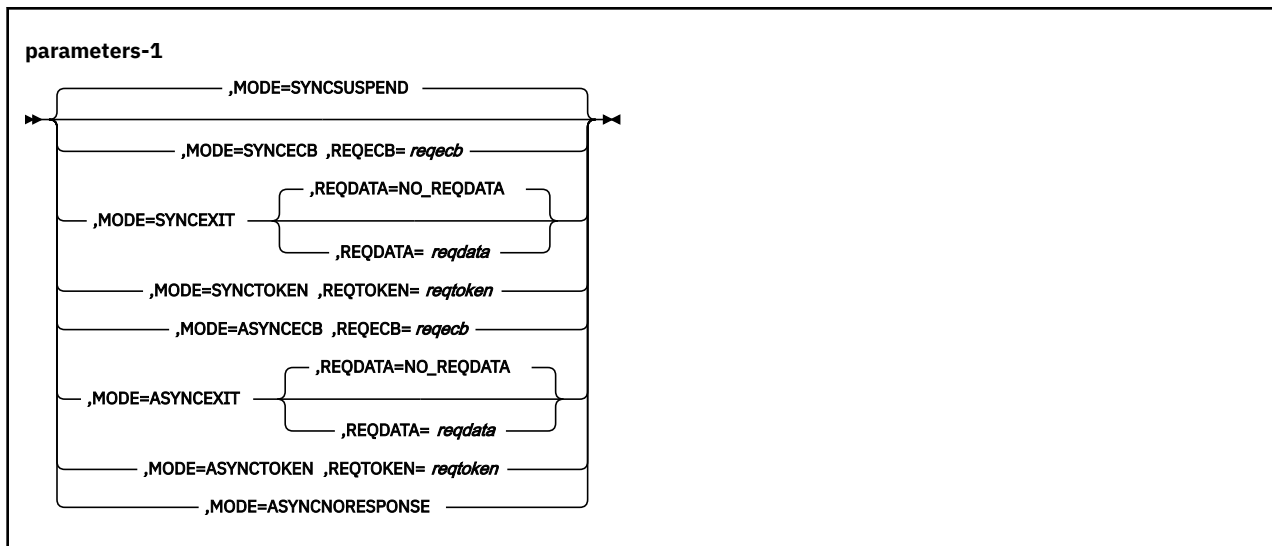 parameters-1
,MODE=SYNCSUSPEND
,MODE=SYNCECB ,REQECB= reqecb
,REQDATA=NO_REQDATA
,MODE=SYNCEXIT
,REQDATA= reqdata
,MODE=SYNCTOKEN ,REQTOKEN= reqtoken
,MODE=ASYNCECB ,REQECB= reqecb
,REQDATA=NO_REQDATA
,MODE=ASYNCEXIT
,REQDATA= reqdata
,MODE=ASYNCTOKEN ,REQTOKEN= reqtoken
,MODE=ASYNCNORESPONSE